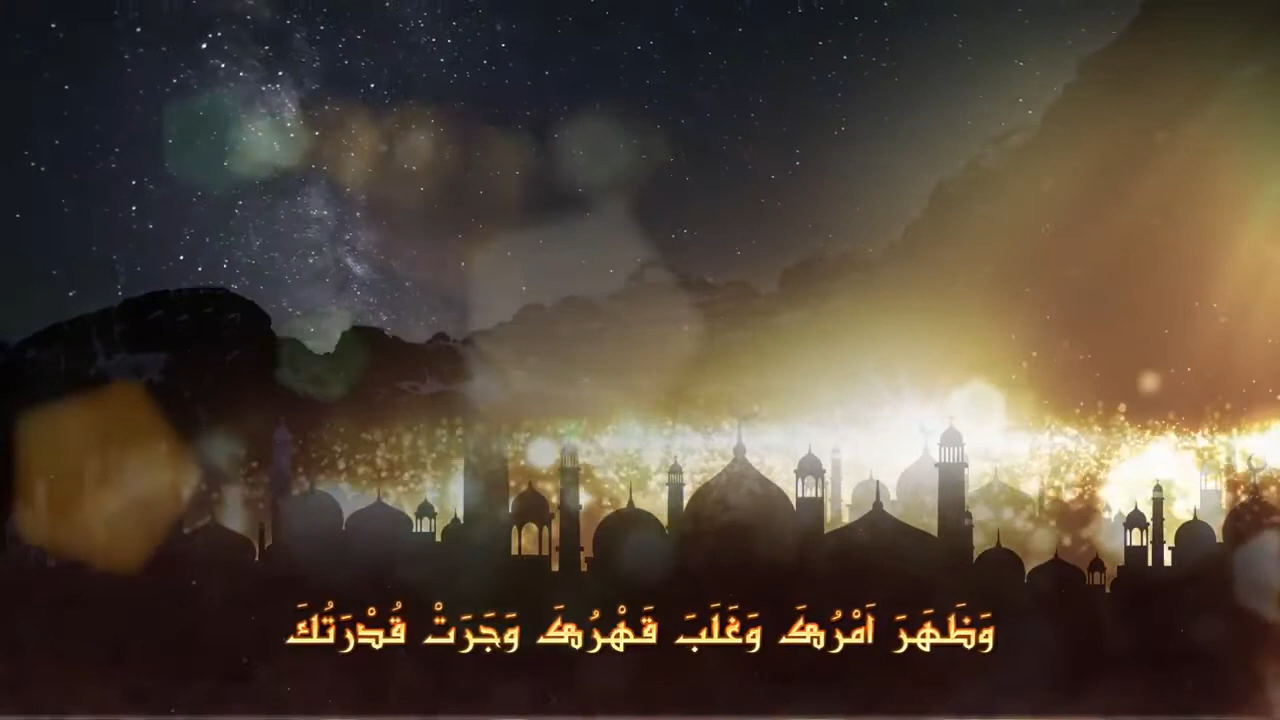 وَظَهَرَ اَمْرُكَ وَغَلَبَ قَهْرُكَ وَجَرَتْ قُدْرَتُكَ